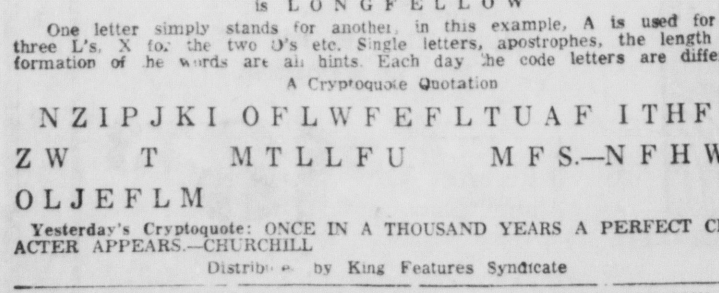 is LONGFELLOW
One letter simply stands for another, in this example, A is used for
three L's, X for the two O's etc. Single letters, apostrophes, the length
formation of he words are all hints. Each day he code letters are diffe
A Cryptoquote Quotation
NZIPJKI OFLWFEFLTUAF ITHF
ZW T MTLLFU MFS.—NFHW
OLJEFLM
Yesterday's Cryptoquote: ONCE IN A THOUSAND YEARS A PERFECT C
ACTER APPEARS.—CHURCHILL
Distrib e by King Features Syndicate